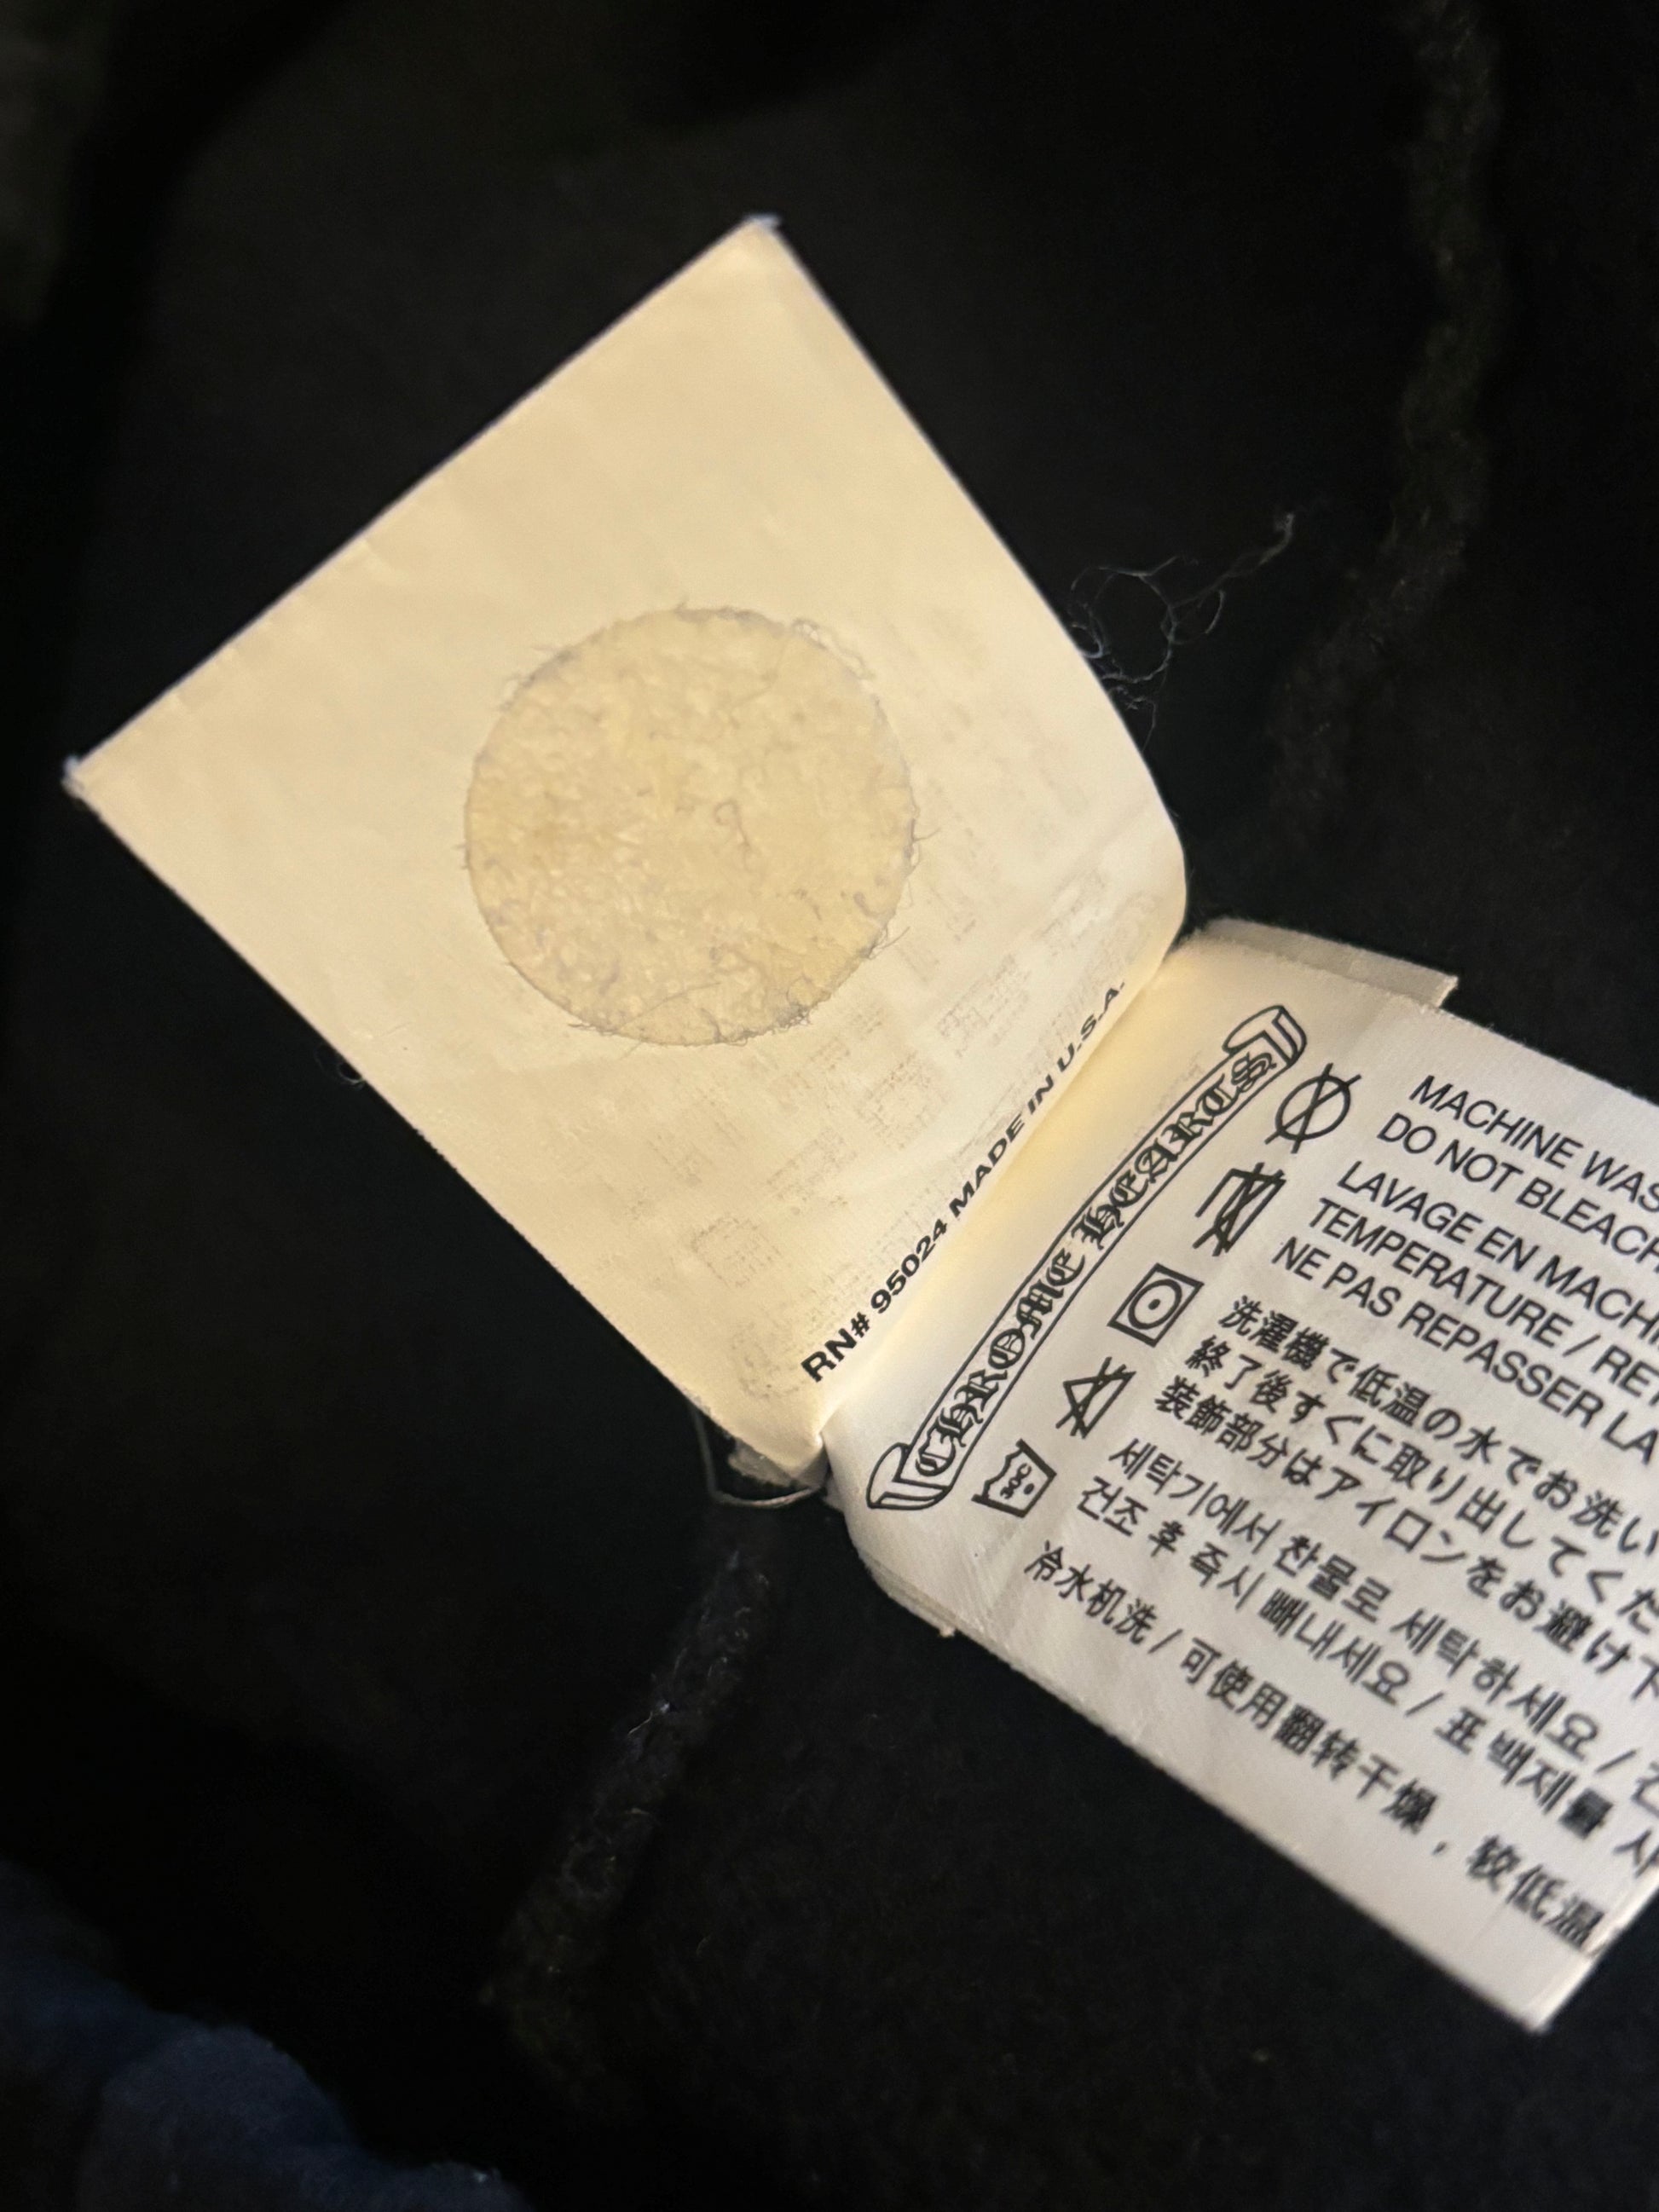 RN# 95024 MADE IN U.S.A.
CHROME HEARTS
MACHINE WAS
DO NOT BLEACH
LAVAGE EN MACHI
TEMPERATURE / RET
NE PAS REPASSER LA
洗濯機で低温の水でお洗い
終了後すぐに取り出してくだ
装飾部分はアイロンをお避け下
세탁기에서 찬물로 세탁하세요 / 건
건조 후 즉시 빼내세요 / 표백제를 사
冷水机洗 / 可使用翻转干燥，较低温